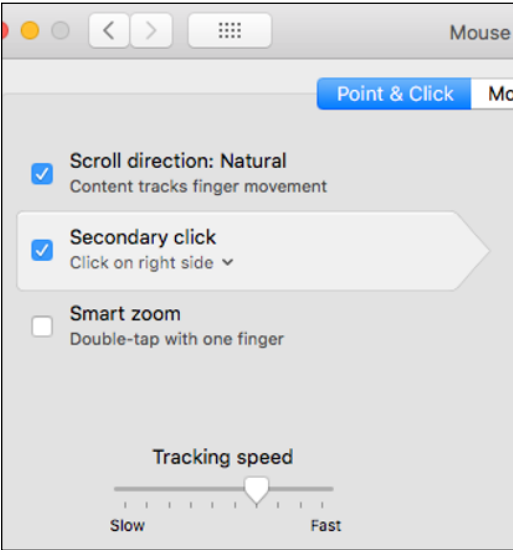 Mouse
Point & Click
Scroll direction: Natural
Content tracks finger movement
Secondary click
Click on right side
Smart zoom
Double-tap with one finger
Tracking speed
Slow Fast